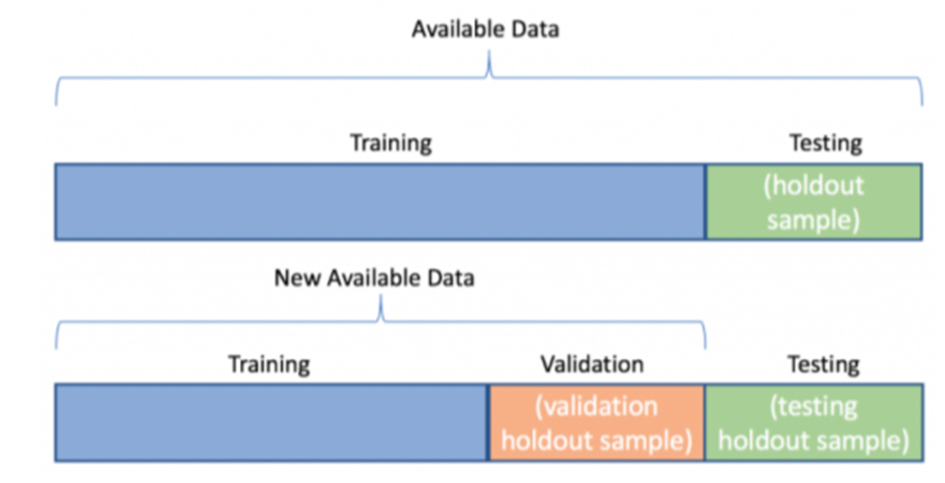 Available Data
Training
Testing
(holdout
sample)
New Available Data
Training
Validation
Testing
(validation
holdout sample)
(testing
holdout sample)